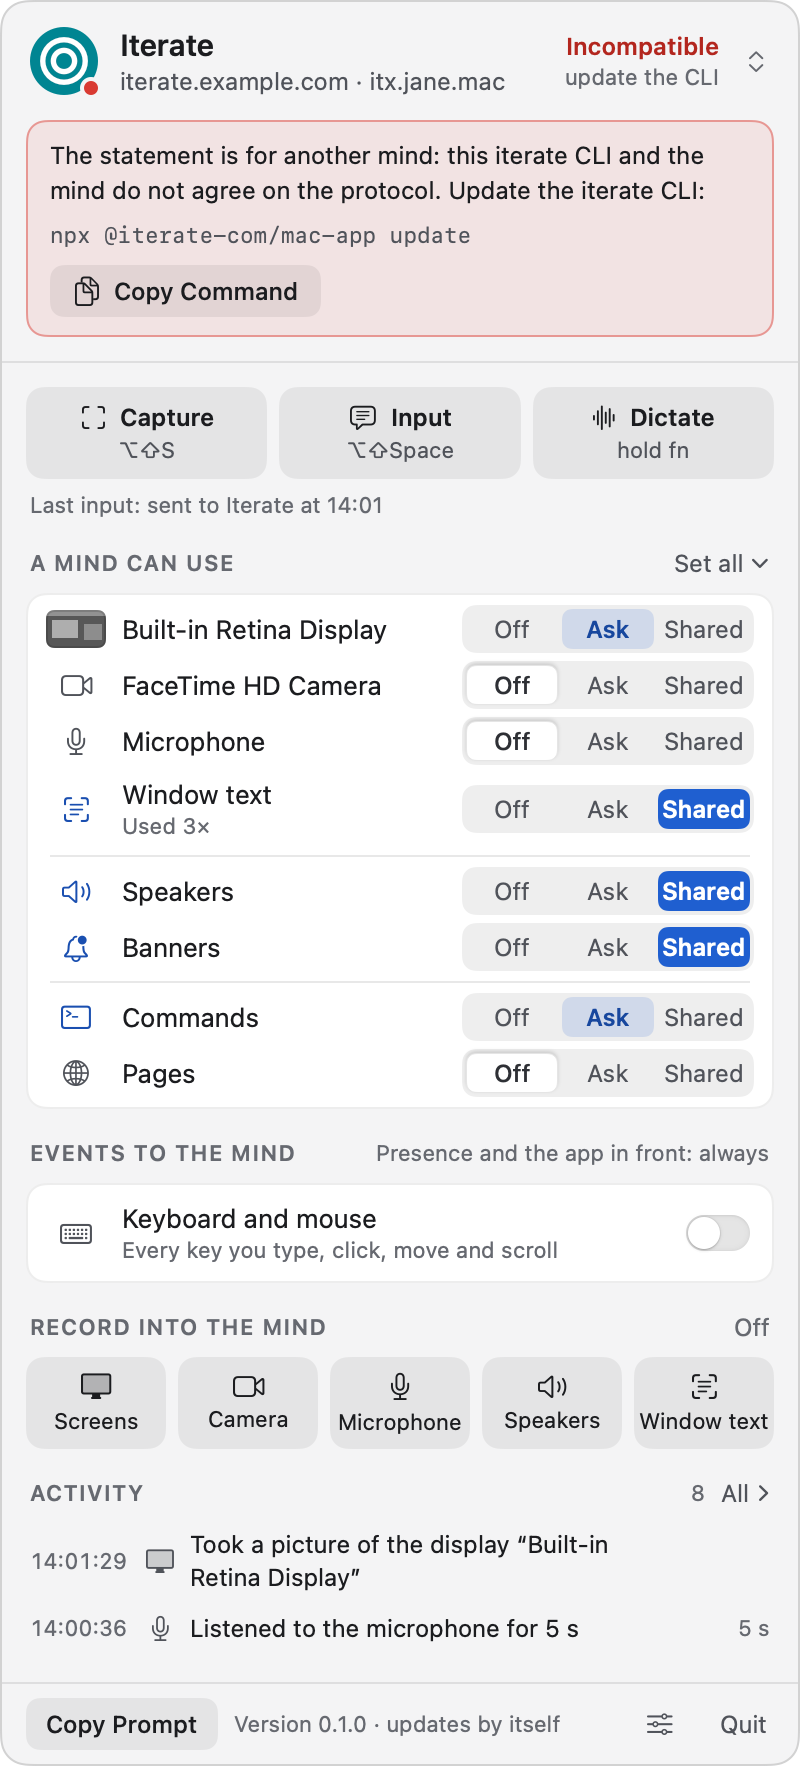 Iterate
iterate.example.com · itx.jane.mac
Incompatible
update the CLI
The statement is for another mind: this iterate CLI and the
mind do not agree on the protocol. Update the iterate CLI:
npx @iterate-com/mac-app update
Copy Command
Capture
⌥⇧S
Input
⌥⇧Space
Dictate
hold fn
Last input: sent to Iterate at 14:01
A MIND CAN USE
Set all
Built-in Retina Display Off Ask Shared
FaceTime HD Camera Off Ask Shared
Microphone Off Ask Shared
Window text Off Ask Shared
Used 3×
Speakers Off Ask Shared
Banners Off Ask Shared
Commands Off Ask Shared
Pages Off Ask Shared
EVENTS TO THE MIND
Presence and the app in front: always
Keyboard and mouse
Every key you type, click, move and scroll
RECORD INTO THE MIND
Off
Screens
Camera
Microphone
Speakers
Window text
ACTIVITY
8 All
14:01:29 Took a picture of the display “Built-in
Retina Display”
14:00:36 Listened to the microphone for 5 s 5 s
Copy Prompt
Version 0.1.0 · updates by itself
Quit